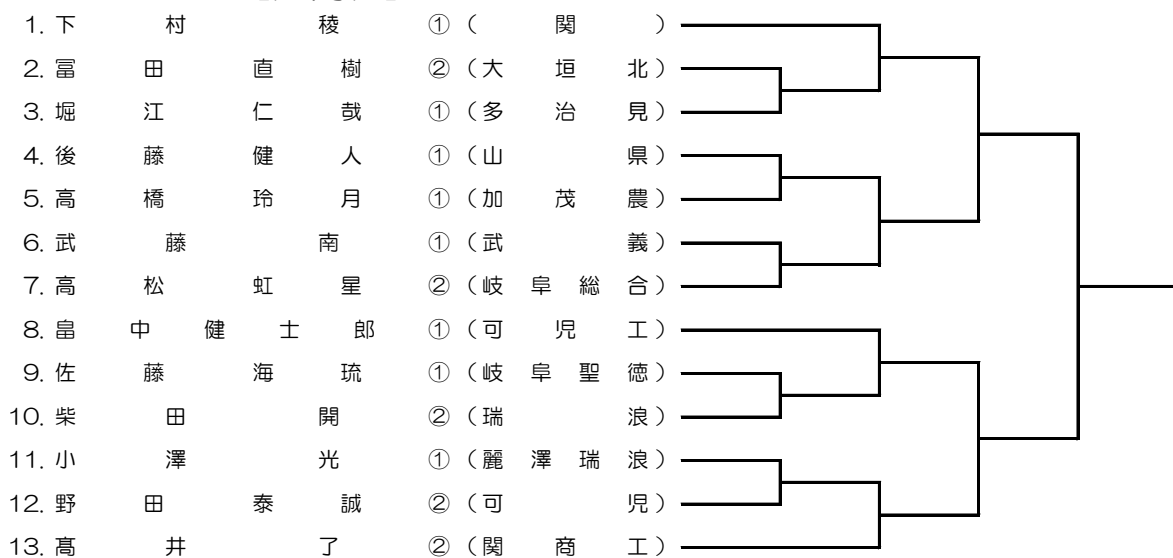 1. 下村稜 ① (関)
2. 冨田直樹 ② (大垣北)
3. 堀江仁哉 ① (多治見)
4. 後藤健人 ① (山県)
5. 高橋玲月 ① (加茂農)
6. 武藤南 ① (武義)
7. 高松虹星 ② (岐阜総合)
8. 畠中健士郎 ① (可児工)
9. 佐藤海琉 ① (岐阜聖徳)
10. 柴田開 ② (瑞浪)
11. 小澤光 ① (麗澤瑞浪)
12. 野田泰誠 ② (可児)
13. 髙井了 ② (関商工)